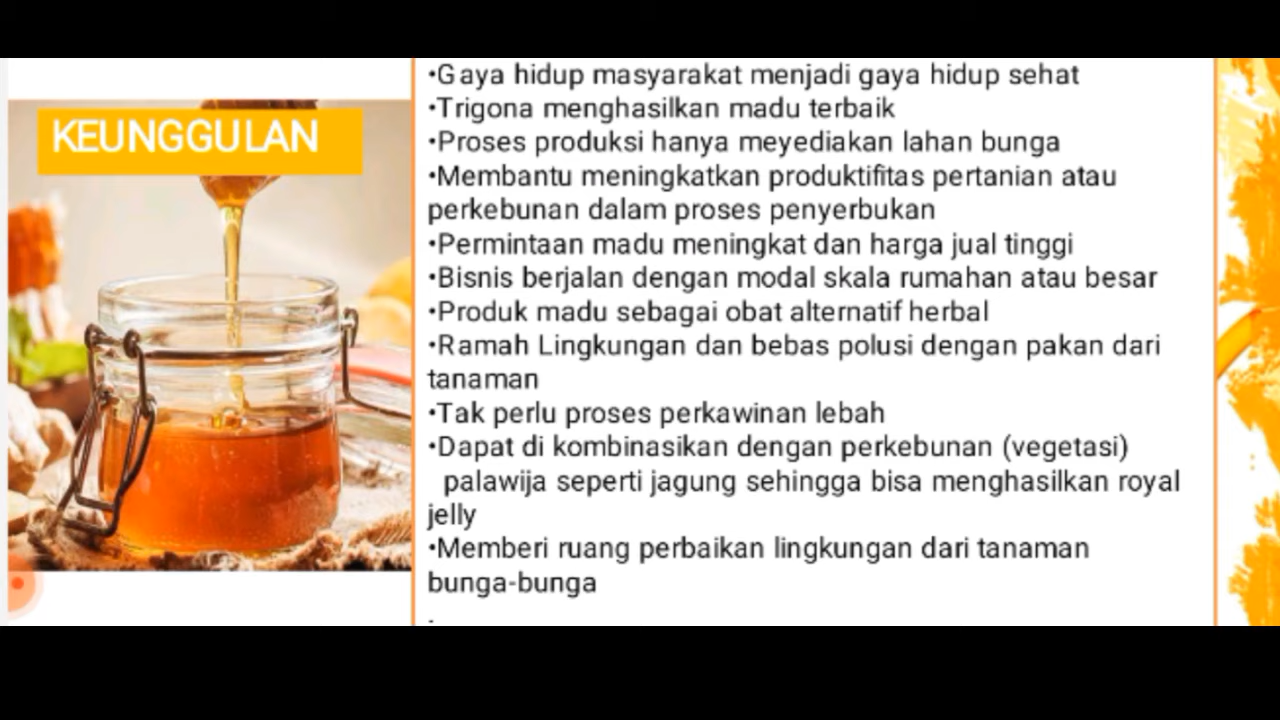 KEUNGGULAN
•Gaya hidup masyarakat menjadi gaya hidup sehat
•Trigona menghasilkan madu terbaik
•Proses produksi hanya meyediakan lahan bunga
•Membantu meningkatkan produktifitas pertanian atau
perkebunan dalam proses penyerbukan
•Permintaan madu meningkat dan harga jual tinggi
•Bisnis berjalan dengan modal skala rumahan atau besar
•Produk madu sebagai obat alternatif herbal
•Ramah Lingkungan dan bebas polusi dengan pakan dari
tanaman
•Tak perlu proses perkawinan lebah
•Dapat di kombinasikan dengan perkebunan (vegetasi)
palawija seperti jagung sehingga bisa menghasilkan royal
jelly
•Memberi ruang perbaikan lingkungan dari tanaman
bunga-bunga
.